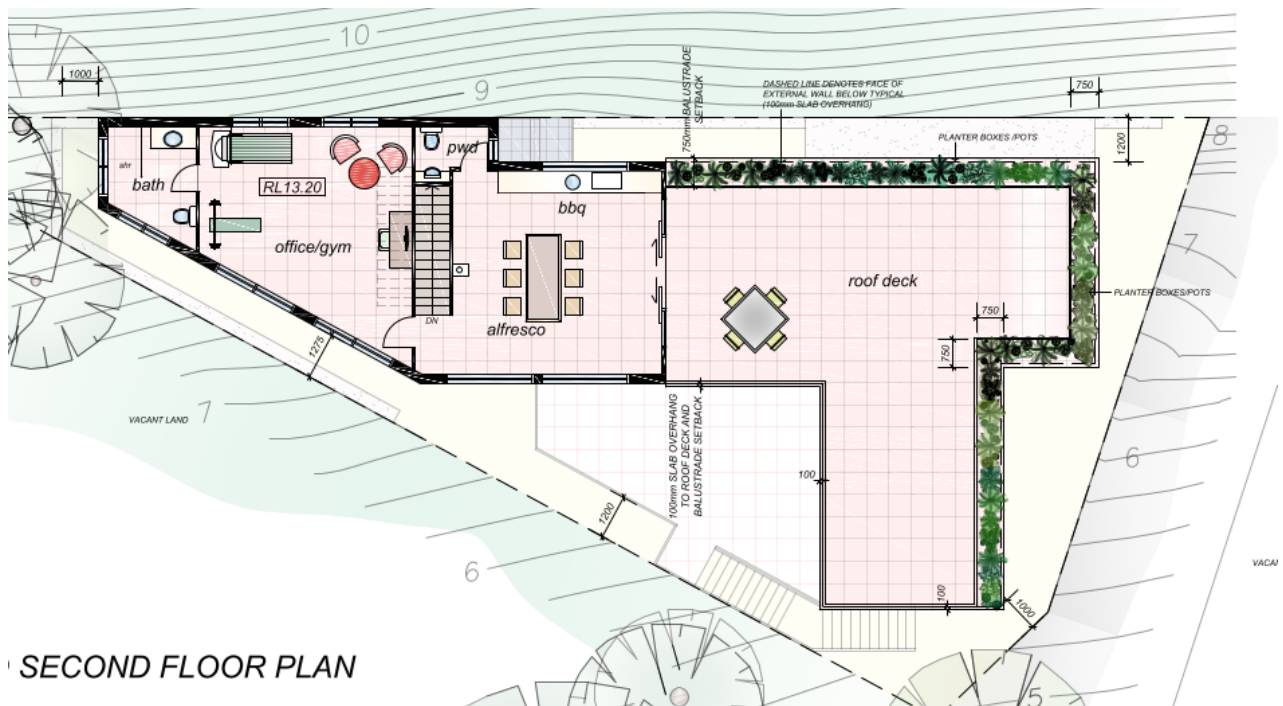 10
1000
9
750mm BALUSTRADE
SETBACK
DASHED LINE DENOTES FACE OF
EXTERNAL WALL BELOW TYPICAL
(100mm SLAB OVERHANG)
750
1200
8
PLANTER BOXES /POTS
pwd
shr
bath
RL13.20
bbq
office/gym
7
roof deck
PLANTER BOXES/POTS
750
DN
alfresco
1275
750
VACANT LAND
7
100mm SLAB OVERHANG
TO ROOF DECK AND
BALUSTRADE SETBACK
6
100
1200
6
VACAN
100
1000
SECOND FLOOR PLAN
5